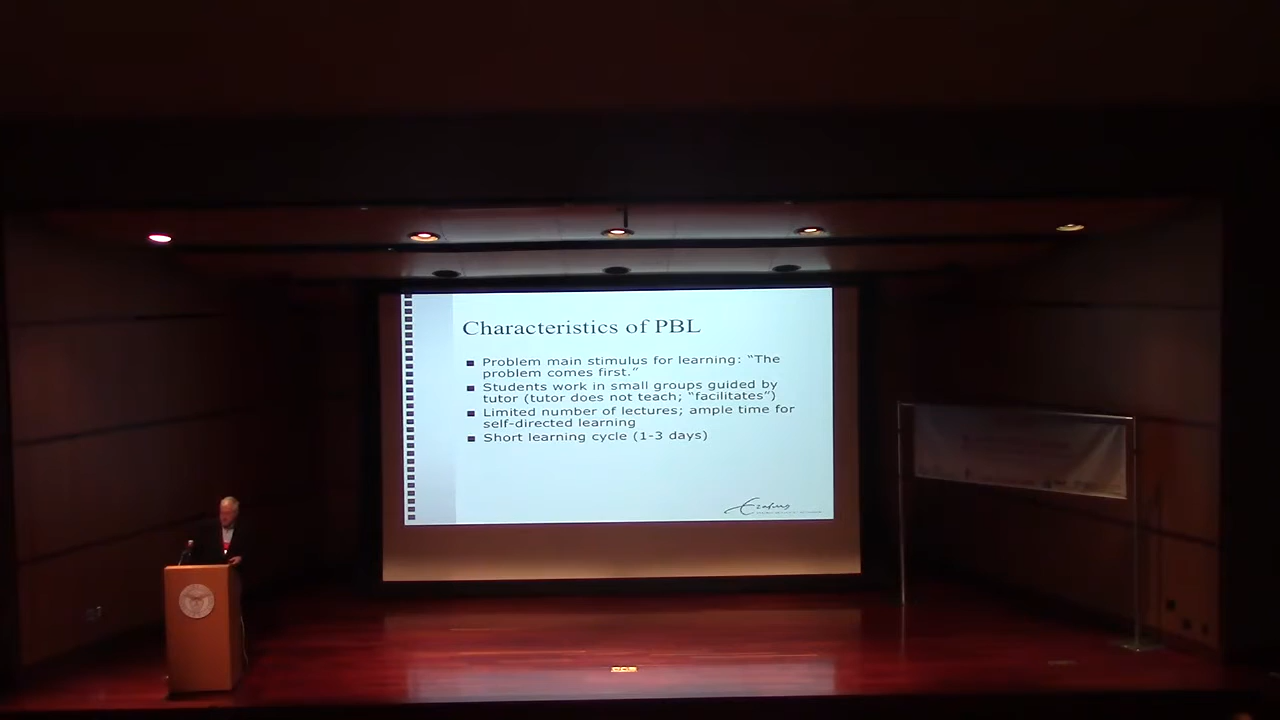 Characteristics of PBL
Problem main stimulus for learning: “The
problem comes first.”
Students work in small groups guided by
tutor (tutor does not teach; “facilitates”)
Limited number of lectures; ample time for
self-directed learning
Short learning cycle (1-3 days)
Erasmus